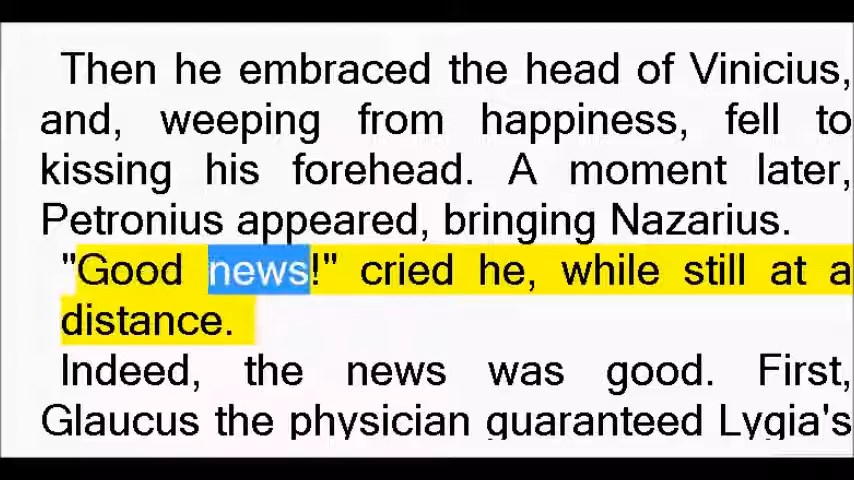 Then he embraced the head of Vinicius,
and, weeping from happiness, fell to
kissing his forehead. A moment later,
Petronius appeared, bringing Nazarius.
"Good news!" cried he, while still at a
distance.
Indeed, the news was good. First,
Glaucus the physician guaranteed Lygia's